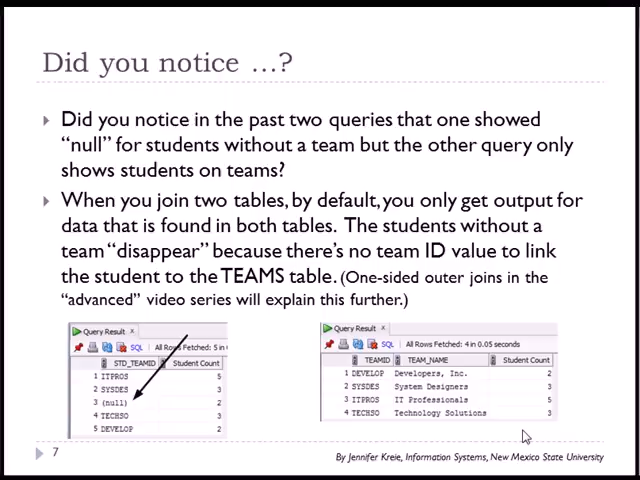 Did you notice …?
Did you notice in the past two queries that one showed
“null” for students without a team but the other query only
shows students on teams?
When you join two tables, by default, you only get output for
data that is found in both tables. The students without a
team “disappear” because there’s no team ID value to link
the student to the TEAMS table. (One-sided outer joins in the
“advanced” video series will explain this further.)
Query Result x
SQL All Rows Fetched: 5 in
STD_TEAMID Student Count
1 ITPROS 5
2 SYSDES 3
3 (null) 2
4 TECHSO 3
5 DEVELOP 2
Query Result x
SQL All Rows Fetched: 4 in 0.05 seconds
TEAMID TEAM_NAME Student Count
1 DEVELOP Developers, Inc. 2
2 SYSDES System Designers 3
3 ITPROS IT Professionals 5
4 TECHSO Technology Solutions 3
7
By Jennifer Kreie, Information Systems, New Mexico State University